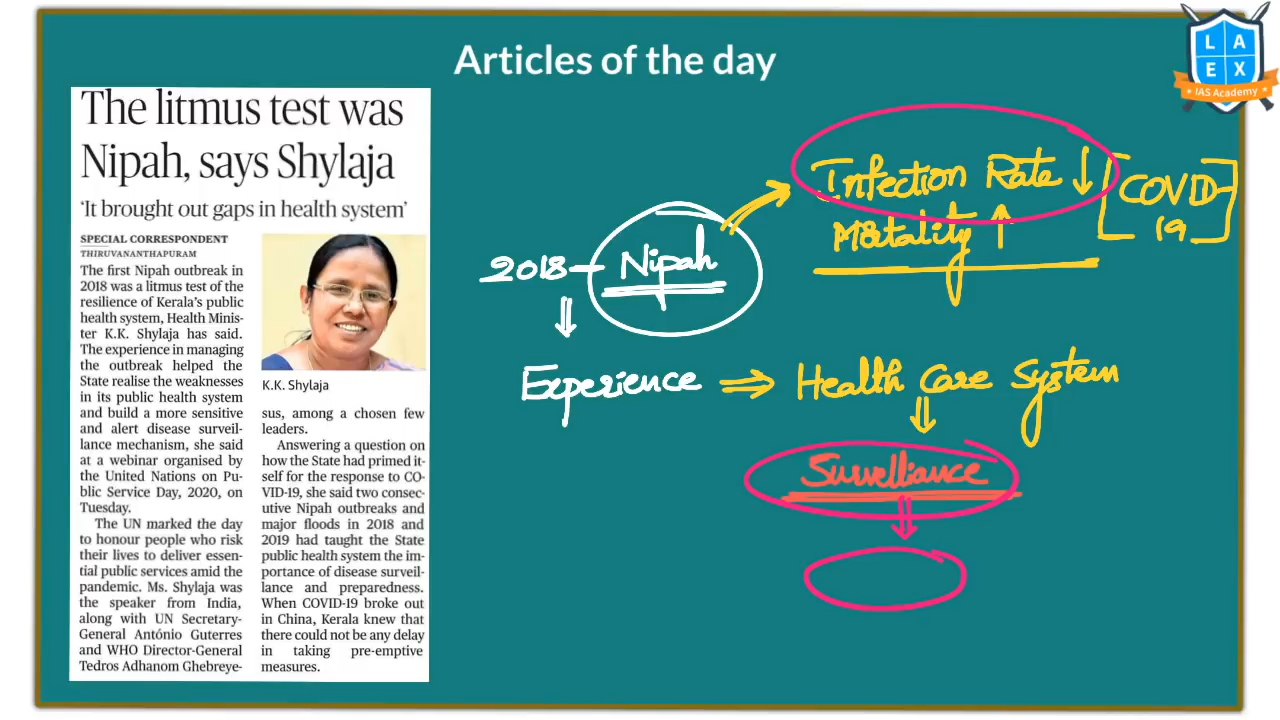 Articles of the day
L A
E X
IAS Academy
The litmus test was
Nipah, says Shylaja
‘It brought out gaps in health system’
SPECIAL CORRESPONDENT
THIRUVANANTHAPURAM
The first Nipah outbreak in
2018 was a litmus test of the
resilience of Kerala’s public
health system, Health Minis-
ter K.K. Shylaja has said.
The experience in managing
the outbreak helped the
State realise the weaknesses
in its public health system
and build a more sensitive
and alert disease surveil-
lance mechanism, she said
at a webinar organised by
the United Nations on Pu-
blic Service Day, 2020, on
Tuesday.
The UN marked the day
to honour people who risk
their lives to deliver essen-
tial public services amid the
pandemic. Ms. Shylaja was
the speaker from India,
along with UN Secretary-
General António Guterres
and WHO Director-General
Tedros Adhanom Ghebreye-
K.K. Shylaja
sus, among a chosen few
leaders.
Answering a question on
how the State had primed it-
self for the response to CO-
VID-19, she said two consec-
utive Nipah outbreaks and
major floods in 2018 and
2019 had taught the State
public health system the im-
portance of disease surveil-
lance and preparedness.
When COVID-19 broke out
in China, Kerala knew that
there could not be any delay
in taking pre-emptive
measures.
Infection Rate ↓ [COVID-
19]
Mortality ↑
2018 - Nipah
⇓
Experience ⇒ Health Care System
⇓
Survelliance
⇓